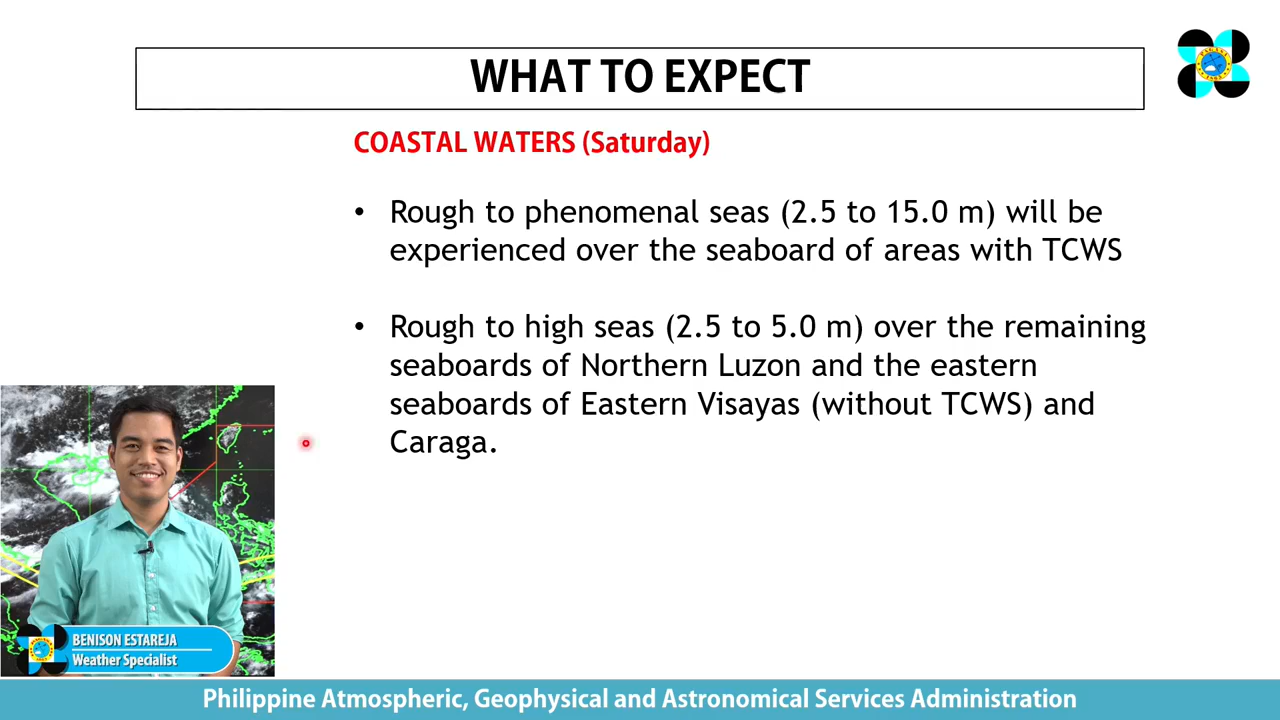 WHAT TO EXPECT
COASTAL WATERS (Saturday)
• Rough to phenomenal seas (2.5 to 15.0 m) will be
experienced over the seaboard of areas with TCWS
• Rough to high seas (2.5 to 5.0 m) over the remaining
seaboards of Northern Luzon and the eastern
seaboards of Eastern Visayas (without TCWS) and
Caraga.
BENISON ESTAREJA
Weather Specialist
Philippine Atmospheric, Geophysical and Astronomical Services Administration